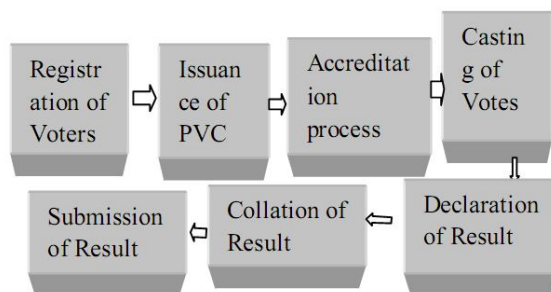 Registr
ation of
Voters
Issuan
ce of
PVC
Accreditat
ion
process
Castin
g of
Votes
Declaration
of Result
Collation of
Result
Submission
of Result